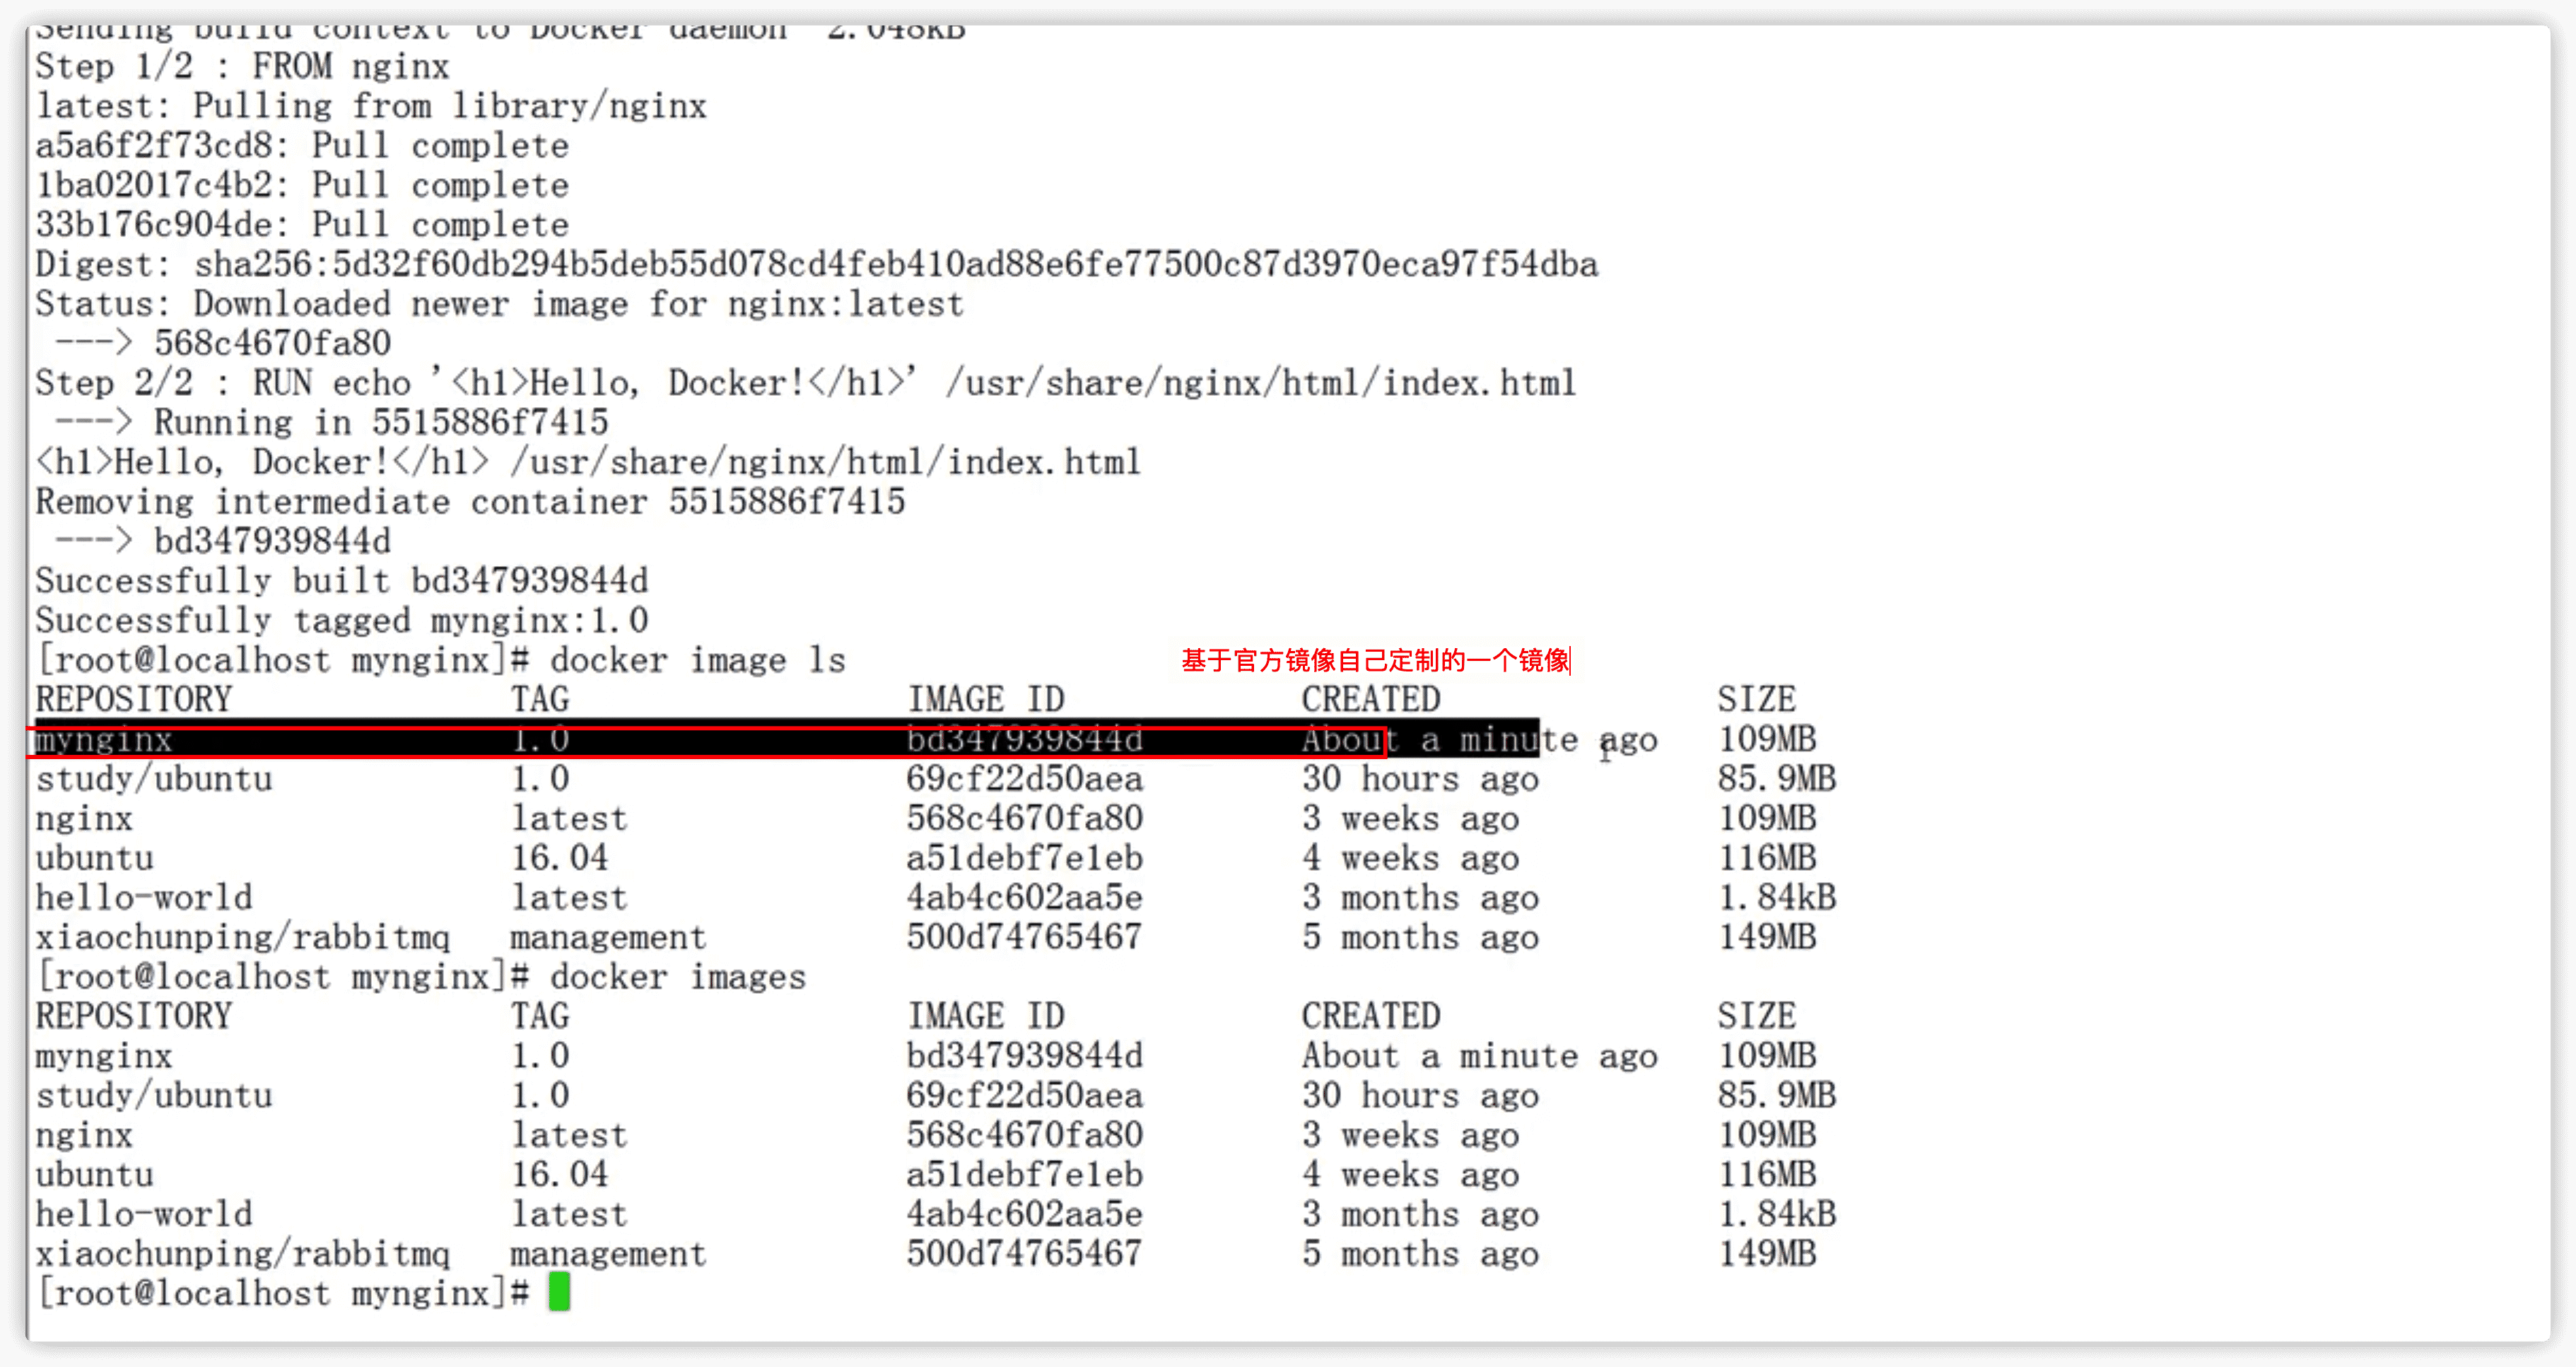 Sending build context to Docker daemon  2.048kB
Step 1/2 : FROM nginx
latest: Pulling from library/nginx
a5a6f2f73cd8: Pull complete
1ba02017c4b2: Pull complete
33b176c904de: Pull complete
Digest: sha256:5d32f60db294b5deb55d078cd4feb410ad88e6fe77500c87d3970eca97f54dba
Status: Downloaded newer image for nginx:latest
 ---> 568c4670fa80
Step 2/2 : RUN echo '<h1>Hello, Docker!</h1>' /usr/share/nginx/html/index.html
 ---> Running in 5515886f7415
<h1>Hello, Docker!</h1> /usr/share/nginx/html/index.html
Removing intermediate container 5515886f7415
 ---> bd347939844d
Successfully built bd347939844d
Successfully tagged mynginx:1.0
[root@localhost mynginx]# docker image ls
基于官方镜像自己定制的一个镜像
REPOSITORY TAG IMAGE ID CREATED SIZE
mynginx 1.0 bd347939844d About a minute ago 109MB
study/ubuntu 1.0 69cf22d50aea 30 hours ago 85.9MB
nginx latest 568c4670fa80 3 weeks ago 109MB
ubuntu 16.04 a51debf7e1eb 4 weeks ago 116MB
hello-world latest 4ab4c602aa5e 3 months ago 1.84kB
xiaochunping/rabbitmq management 500d74765467 5 months ago 149MB
[root@localhost mynginx]# docker images
REPOSITORY TAG IMAGE ID CREATED SIZE
mynginx 1.0 bd347939844d About a minute ago 109MB
study/ubuntu 1.0 69cf22d50aea 30 hours ago 85.9MB
nginx latest 568c4670fa80 3 weeks ago 109MB
ubuntu 16.04 a51debf7e1eb 4 weeks ago 116MB
hello-world latest 4ab4c602aa5e 3 months ago 1.84kB
xiaochunping/rabbitmq management 500d74765467 5 months ago 149MB
[root@localhost mynginx]#